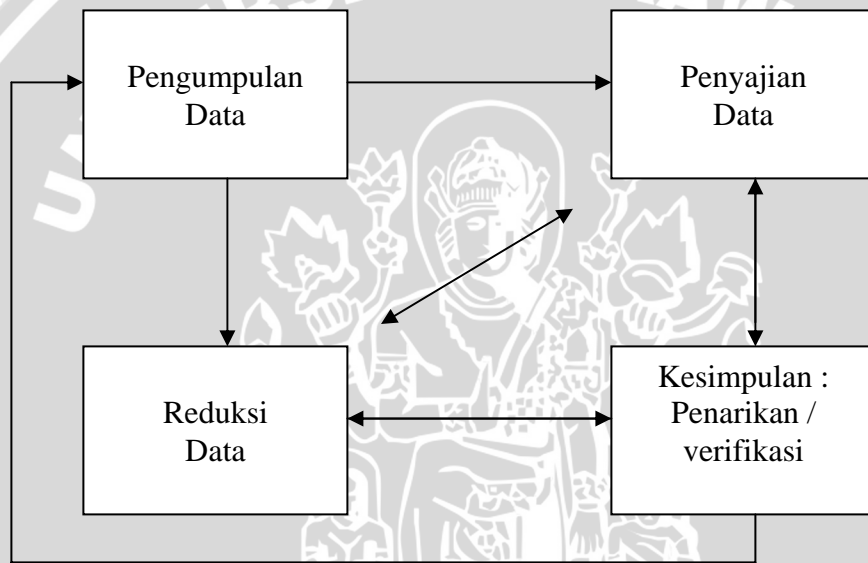 Pengumpulan
Data
Penyajian
Data
Reduksi
Data
Kesimpulan :
Penarikan /
verifikasi